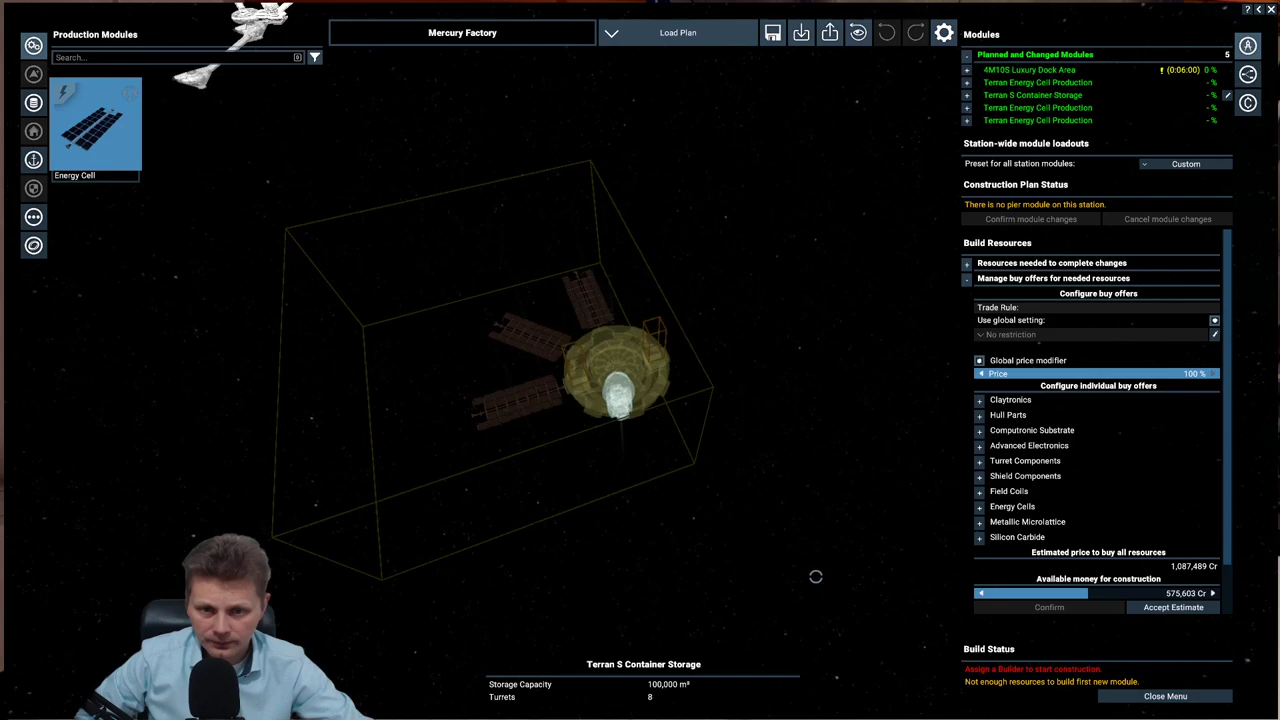 Production Modules
Search...
Energy Cell
Mercury Factory
Load Plan
Modules
Planned and Changed Modules 5
4M10S Luxury Dock Area ! (0:06:00) 0 %
Terran Energy Cell Production - %
Terran S Container Storage - %
Terran Energy Cell Production - %
Terran Energy Cell Production - %
Station-wide module loadouts
Preset for all station modules: Custom
Construction Plan Status
There is no pier module on this station.
Confirm module changes Cancel module changes
Build Resources
Resources needed to complete changes
Manage buy offers for needed resources
Configure buy offers
Trade Rule:
Use global setting:
No restriction
Global price modifier
Price 100 %
Configure individual buy offers
Claytronics
Hull Parts
Computronic Substrate
Advanced Electronics
Turret Components
Shield Components
Field Coils
Energy Cells
Metallic Microlattice
Silicon Carbide
Estimated price to buy all resources
1,087,489 Cr
Available money for construction
575,603 Cr
Confirm Accept Estimate
Build Status
Assign a Builder to start construction.
Not enough resources to build first new module.
Close Menu
Terran S Container Storage
Storage Capacity 100,000 m³
Turrets 8